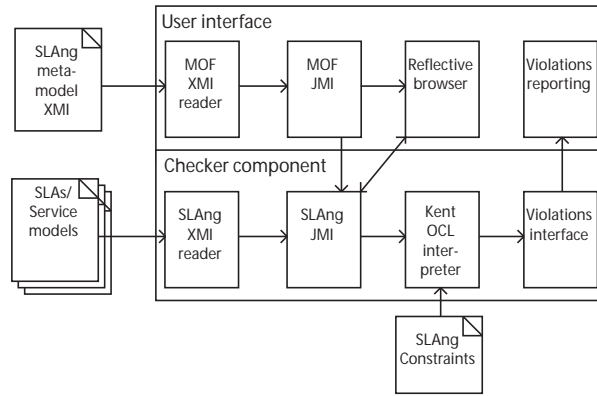 User interface
SLAng
meta-
model
XMI
MOF
XMI
reader
MOF
JMI
Reflective
browser
Violations
reporting
Checker component
SLAs/
Service
models
SLAng
XMI
reader
SLAng
JMI
Kent
OCL
inter-
preter
Violations
interface
SLAng
Constraints